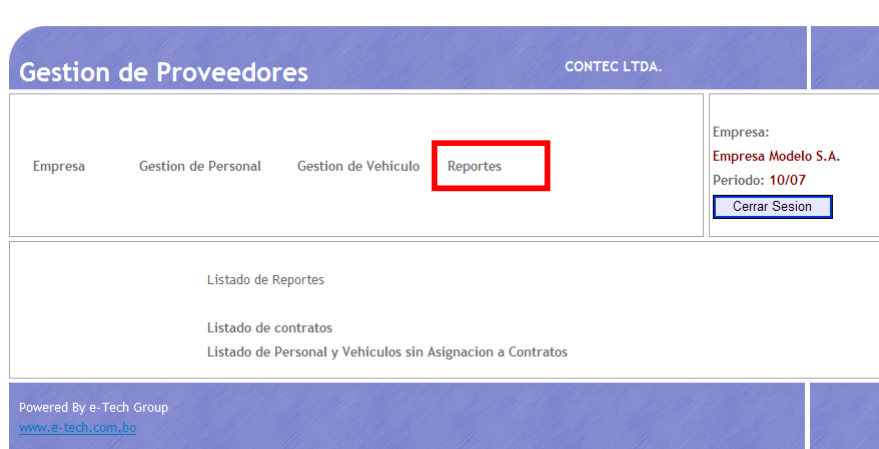 Gestion de Proveedores
CONTEC LTDA.
Empresa Gestion de Personal Gestion de Vehiculo Reportes
Empresa:
Empresa Modelo S.A.
Periodo: 10/07
Cerrar Sesion
Listado de Reportes
Listado de contratos
Listado de Personal y Vehiculos sin Asignacion a Contratos
Powered By e-Tech Group
www.e-tech.com.bo